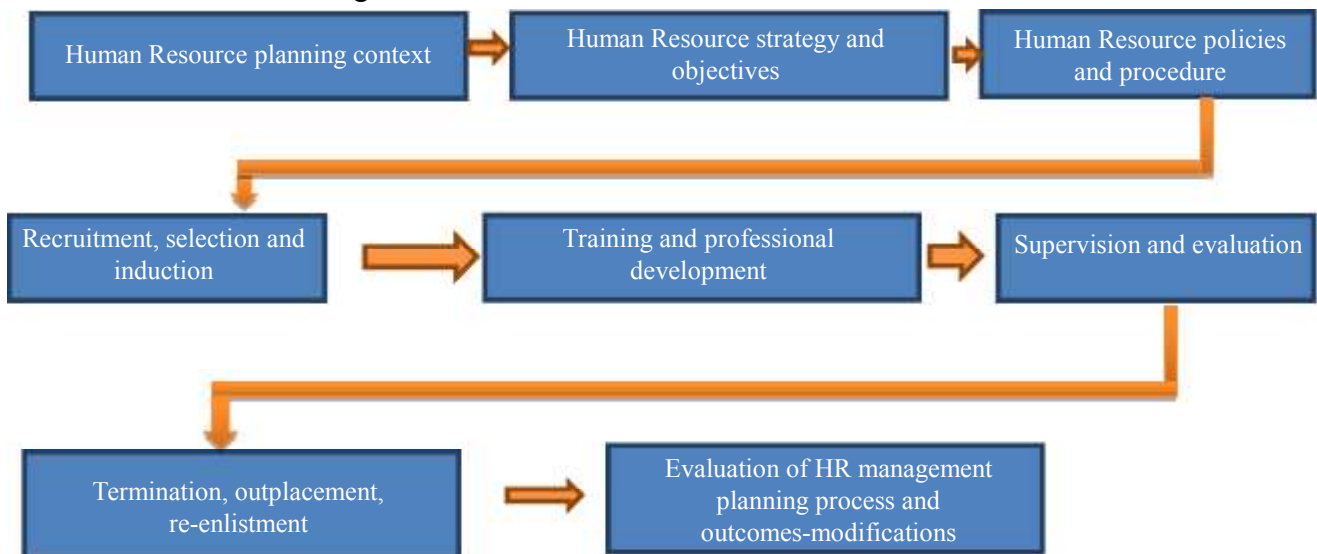 Human Resource planning context
Human Resource strategy and
objectives
Human Resource policies
and procedure
Recruitment, selection and
induction
Training and professional
development
Supervision and evaluation
Termination, outplacement,
re-enlistment
Evaluation of HR management
planning process and
outcomes-modifications